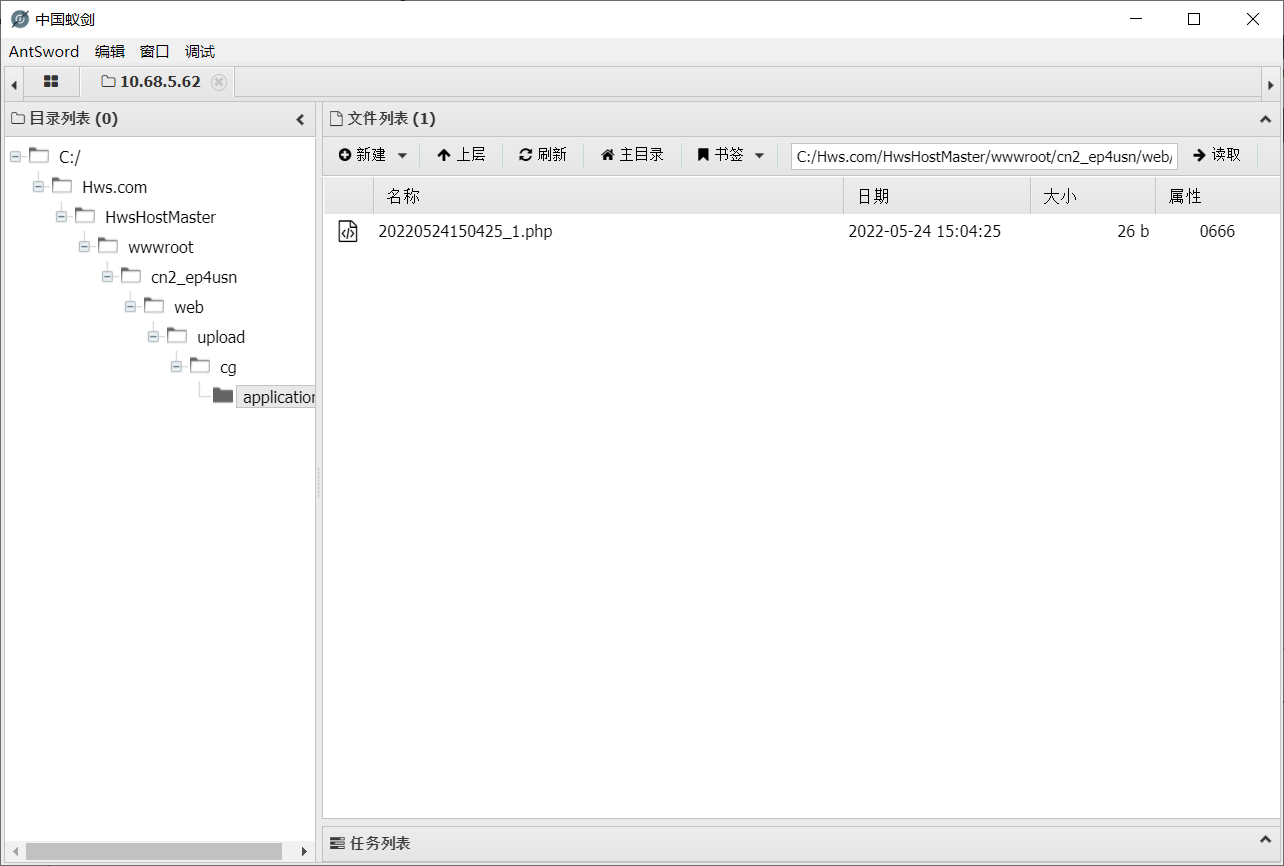 中国蚁剑
AntSword 编辑 窗口 调试
10.68.5.62
目录列表 (0)
C:/
Hws.com
HwsHostMaster
wwwroot
cn2_ep4usn
web
upload
cg
application
文件列表 (1)
新建 上层 刷新 主目录 书签 C:/Hws.com/HwsHostMaster/wwwroot/cn2_ep4usn/web/ 读取
名称 日期 大小 属性
20220524150425_1.php 2022-05-24 15:04:25 26 b 0666
任务列表